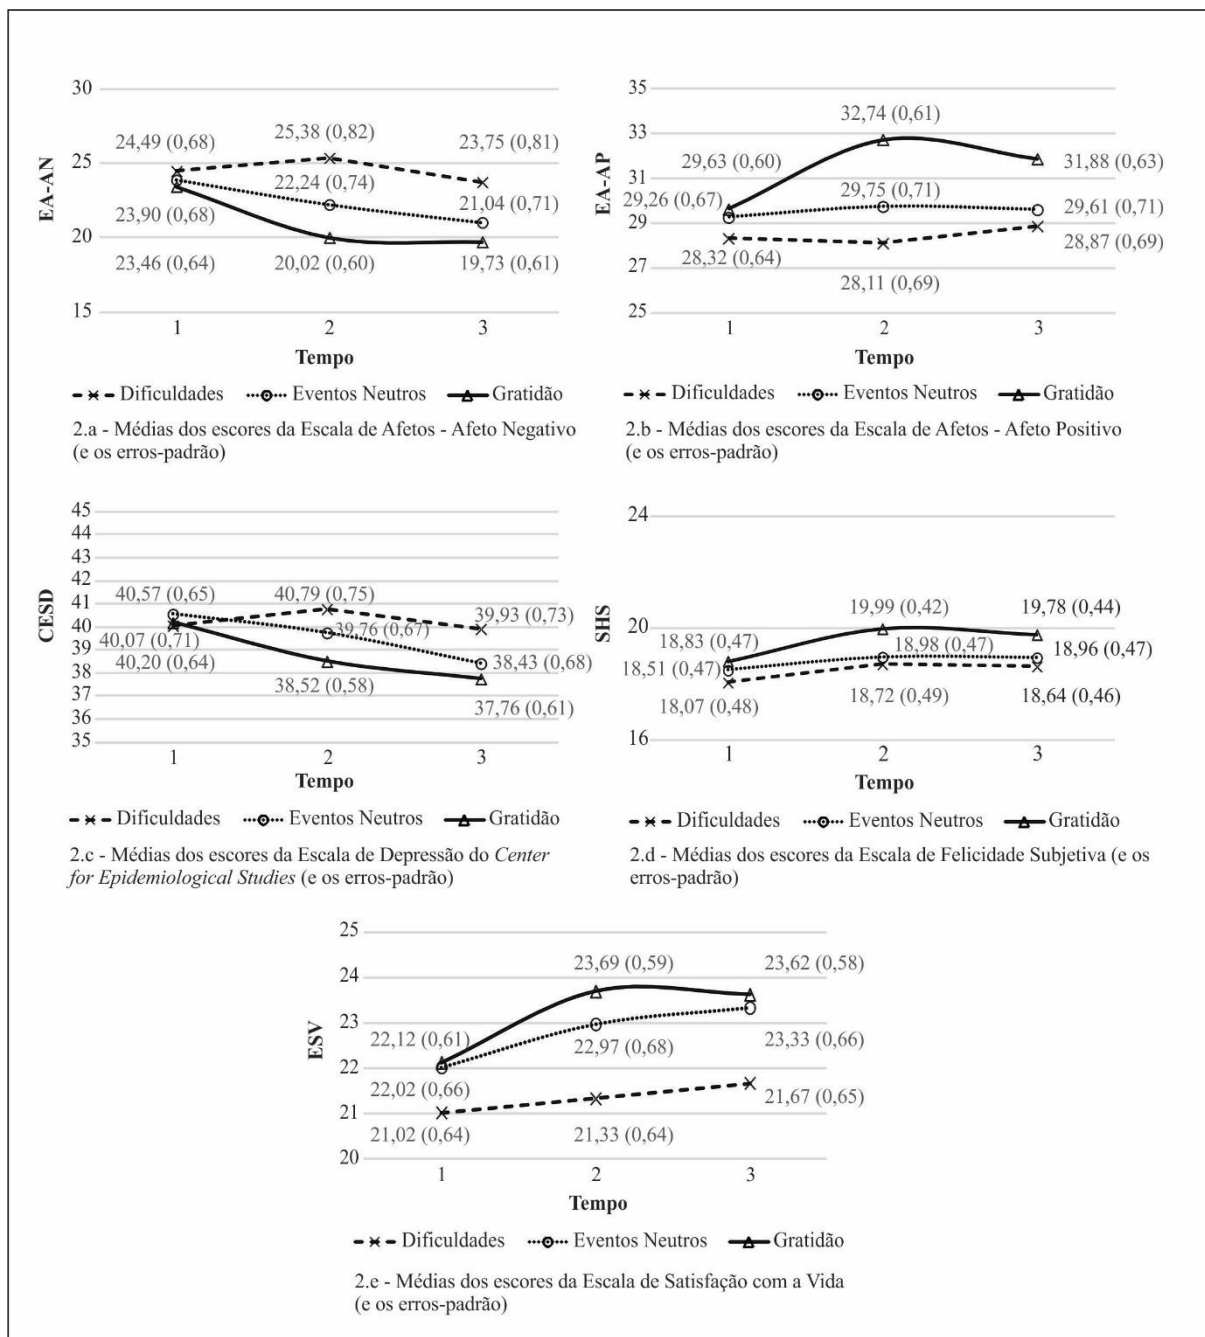 30
25
20
15
EA-AN
24,49 (0,68)
25,38 (0,82)
23,75 (0,81)
22,24 (0,74)
21,04 (0,71)
23,90 (0,68)
23,46 (0,64)
20,02 (0,60)
19,73 (0,61)
1 2 3
Tempo
Dificuldades Eventos Neutros Gratidão
2.a - Médias dos escores da Escala de Afetos - Afeto Negativo
(e os erros-padrão)
35
33
31
29
27
25
EA-AP
32,74 (0,61)
29,63 (0,60)
31,88 (0,63)
29,26 (0,67)
29,75 (0,71)
29,61 (0,71)
28,32 (0,64)
28,87 (0,69)
28,11 (0,69)
1 2 3
Tempo
Dificuldades Eventos Neutros Gratidão
2.b - Médias dos escores da Escala de Afetos - Afeto Positivo
(e os erros-padrão)
45
44
43
42
41
40
39
38
37
36
35
CESD
40,57 (0,65)
40,79 (0,75)
39,93 (0,73)
40,07 (0,71)
39,76 (0,67)
40,20 (0,64)
38,43 (0,68)
38,52 (0,58)
37,76 (0,61)
1 2 3
Tempo
Dificuldades Eventos Neutros Gratidão
2.c - Médias dos escores da Escala de Depressão do Center
for Epidemiological Studies (e os erros-padrão)
24
20
16
SHS
19,99 (0,42)
19,78 (0,44)
18,83 (0,47)
18,98 (0,47)
18,96 (0,47)
18,51 (0,47)
18,07 (0,48)
18,72 (0,49)
18,64 (0,46)
1 2 3
Tempo
Dificuldades Eventos Neutros Gratidão
2.d - Médias dos escores da Escala de Felicidade Subjetiva (e os
erros-padrão)
25
24
23
22
21
20
ESV
23,69 (0,59)
23,62 (0,58)
22,12 (0,61)
22,97 (0,68)
23,33 (0,66)
22,02 (0,66)
21,67 (0,65)
21,02 (0,64)
21,33 (0,64)
1 2 3
Tempo
Dificuldades Eventos Neutros Gratidão
2.e - Médias dos escores da Escala de Satisfação com a Vida
(e os erros-padrão)